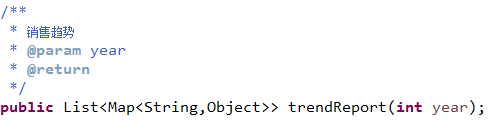 /**
 * 销售趋势
 * @param year
 * @return
 */
public List<Map<String,Object>> trendReport(int year);